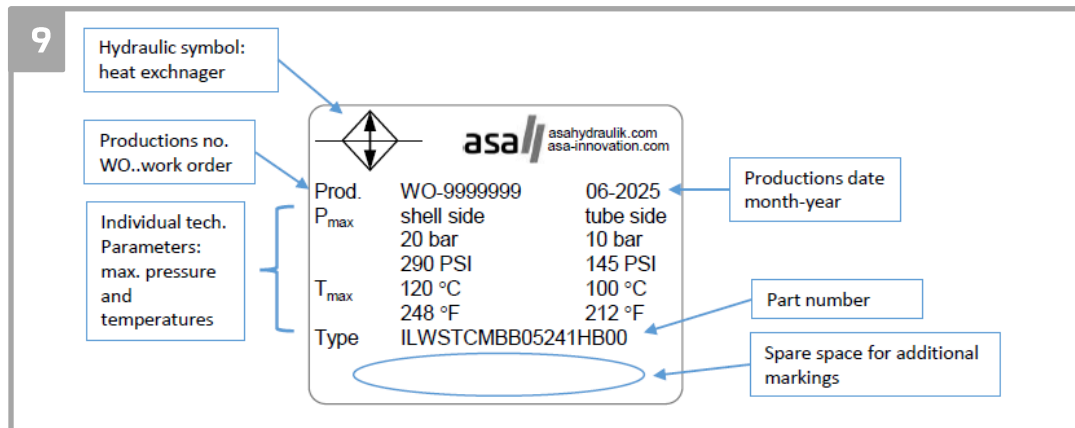 9
Hydraulic symbol:
heat exchnager
asa
asahydraulik.com
asa-innovation.com
Productions no.
WO..work order
Prod. WO-9999999 06-2025
Productions date
month-year
Individual tech.
Parameters:
max. pressure
and
temperatures
Pmax shell side tube side
20 bar 10 bar
290 PSI 145 PSI
Tmax 120 °C 100 °C
248 °F 212 °F
Type ILWSTCMBB05241HB00
Part number
Spare space for additional
markings